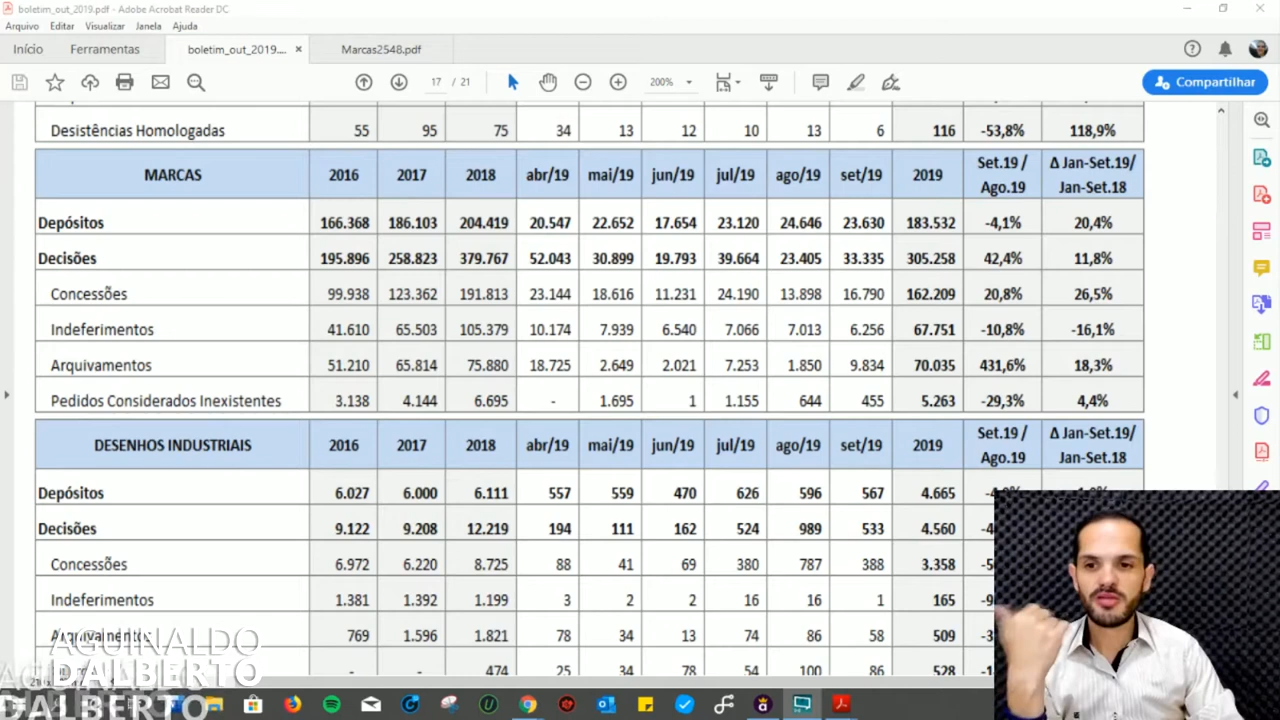 boletim_out_2019.pdf - Adobe Acrobat Reader DC
Arquivo Editar Visualizar Janela Ajuda
Início Ferramentas boletim_out_2019.... × Marcas2548.pdf
17 / 21 200% Compartilhar
Desistências Homologadas 55 95 75 34 13 12 10 13 6 116 -53,8% 118,9%
MARCAS 2016 2017 2018 abr/19 mai/19 jun/19 jul/19 ago/19 set/19 2019 Set.19 / Ago.19 Δ Jan-Set.19/ Jan-Set.18
Depósitos 166.368 186.103 204.419 20.547 22.652 17.654 23.120 24.646 23.630 183.532 -4,1% 20,4%
Decisões 195.896 258.823 379.767 52.043 30.899 19.793 39.664 23.405 33.335 305.258 42,4% 11,8%
Concessões 99.938 123.362 191.813 23.144 18.616 11.231 24.190 13.898 16.790 162.209 20,8% 26,5%
Indeferimentos 41.610 65.503 105.379 10.174 7.939 6.540 7.066 7.013 6.256 67.751 -10,8% -16,1%
Arquivamentos 51.210 65.814 75.880 18.725 2.649 2.021 7.253 1.850 9.834 70.035 431,6% 18,3%
Pedidos Considerados Inexistentes 3.138 4.144 6.695 - 1.695 1 1.155 644 455 5.263 -29,3% 4,4%
DESENHOS INDUSTRIAIS 2016 2017 2018 abr/19 mai/19 jun/19 jul/19 ago/19 set/19 2019 Set.19 / Ago.19 Δ Jan-Set.19/ Jan-Set.18
Depósitos 6.027 6.000 6.111 557 559 470 626 596 567 4.665
Decisões 9.122 9.208 12.219 194 111 162 524 989 533 4.560
Concessões 6.972 6.220 8.725 88 41 69 380 787 388 3.358
Indeferimentos 1.381 1.392 1.199 3 2 2 16 16 1 165
Arquivamentos 769 1.596 1.821 78 34 13 74 86 58 509
- - 474 25 34 78 54 100 86 528
AGUINALDO
DALBERTO
DALBERTO